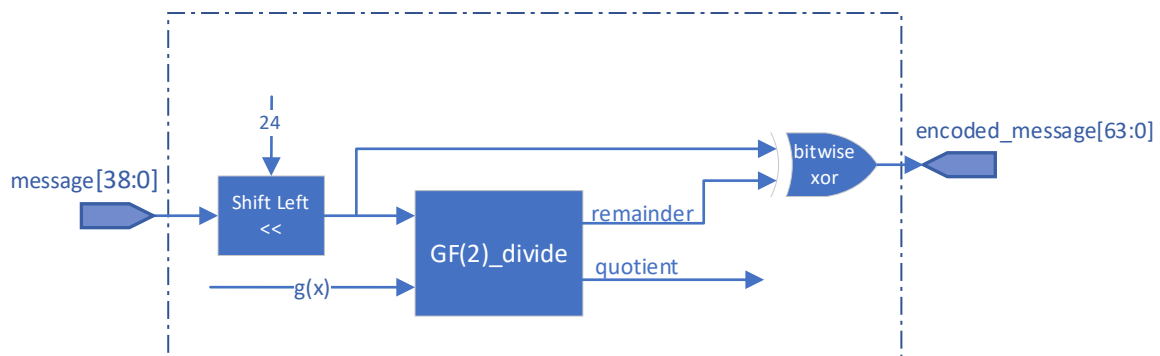 24
bitwise
xor
encoded_message[63:0]
message[38:0]
Shift Left
<<
remainder
GF(2)_divide
quotient
g(x)